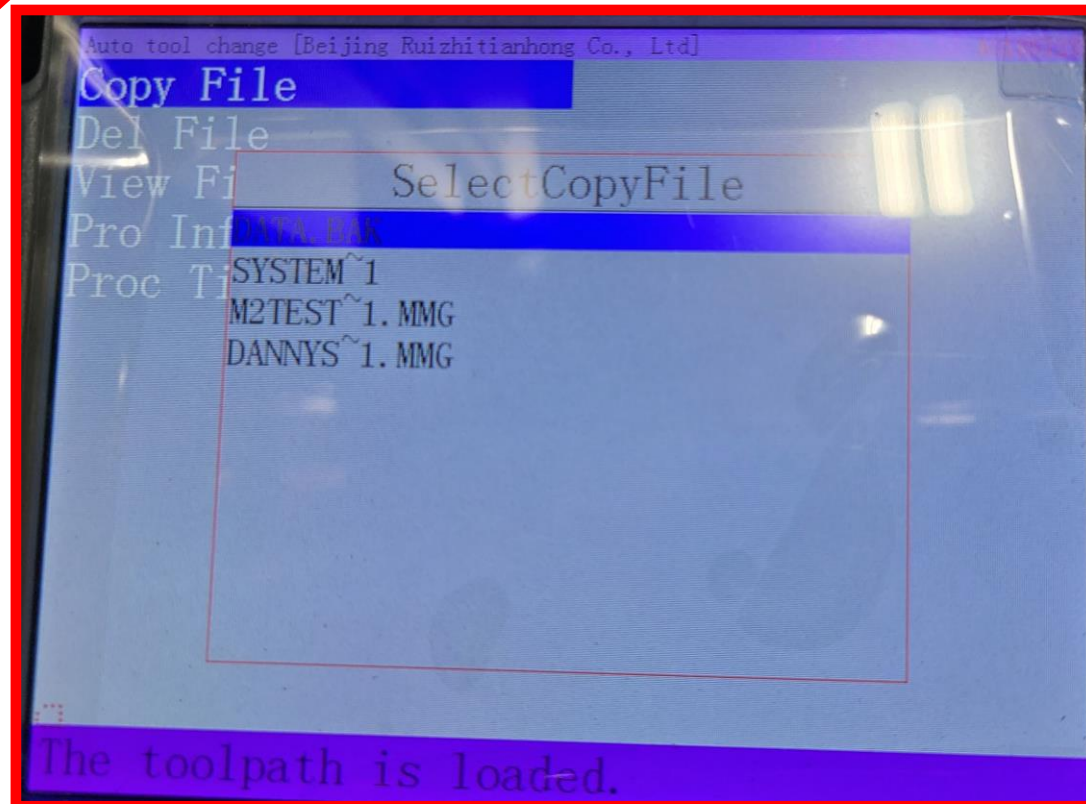 Auto tool change [Beijing Ruizhitianhong Co., Ltd]
Copy File
Del File
View Fi
Pro Inf
Proc Ti
SelectCopyFile
DATA.BAK
SYSTEM~1
M2TEST~1.MMG
DANNYS~1.MMG
The toolpath is loaded.